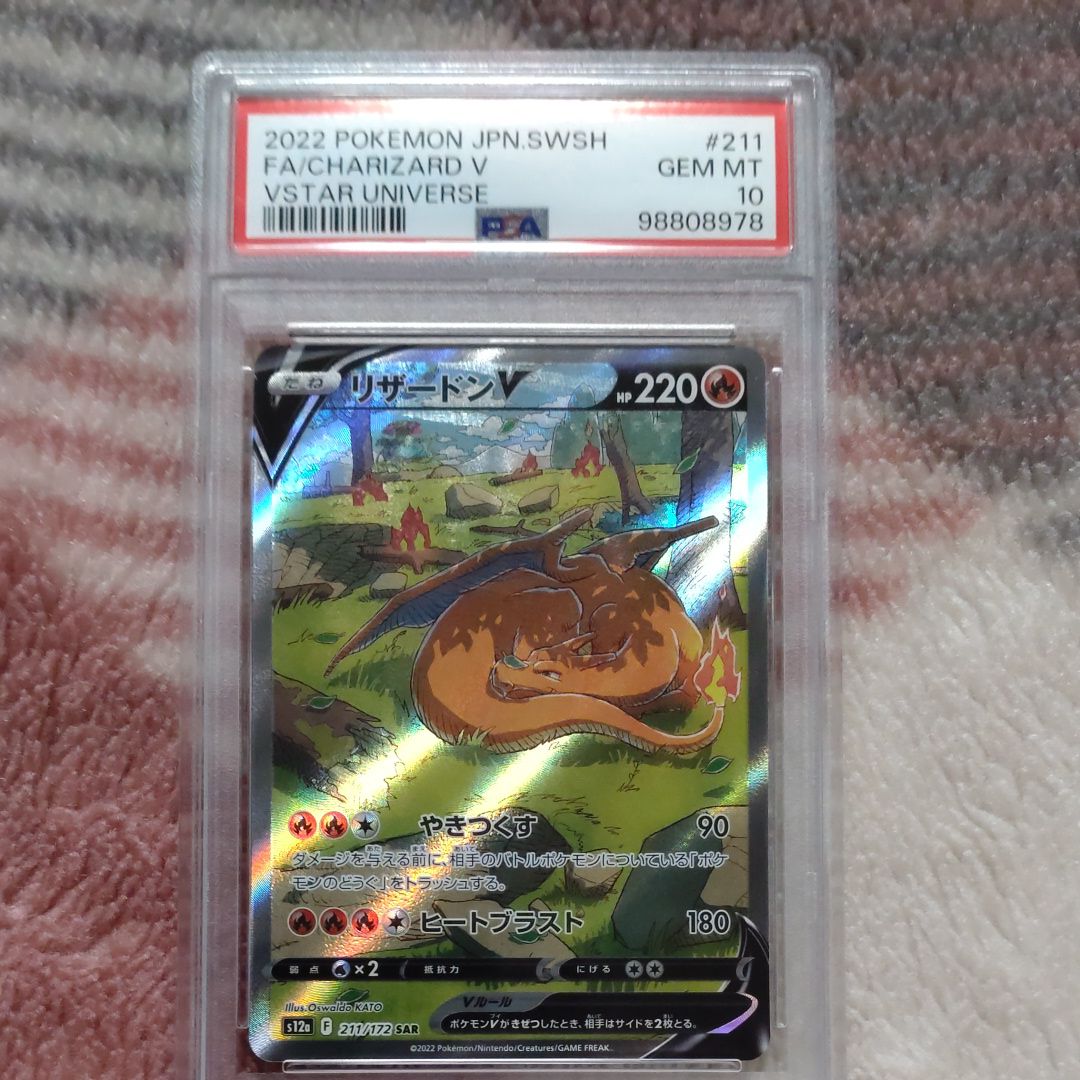 2022 POKEMON JPN.SWSH #211
FA/CHARIZARD V GEM MT
VSTAR UNIVERSE 10
PSA 98808978
たね リザードンV HP 220
やきつくす 90
ダメージを与える前に、相手のバトルポケモンについている「ポケ
モンのどうぐ」をトラッシュする。
ヒートブラスト 180
弱点 ×2 抵抗力 にげる
Illus. Oswaldo KATO
Vルール
s12a F 211/172 SAR ポケモンVがきぜつしたとき、相手はサイドを2枚とる。
©2022 Pokémon/Nintendo/Creatures/GAME FREAK.